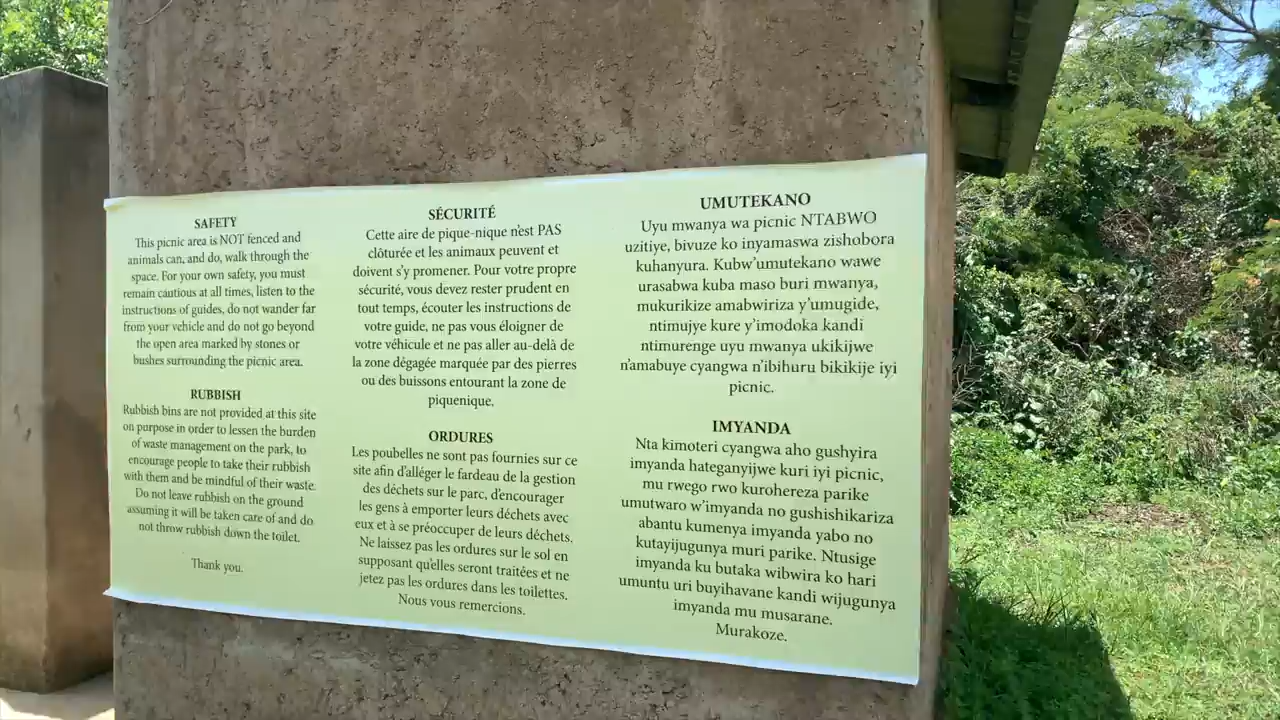 SAFETY
This picnic area is NOT fenced and
animals can, and do, walk through the
space. For your own safety, you must
remain cautious at all times, listen to the
instructions of guides, do not wander far
from your vehicle and do not go beyond
the open area marked by stones or
bushes surrounding the picnic area.
RUBBISH
Rubbish bins are not provided at this site
on purpose in order to lessen the burden
of waste management on the park, to
encourage people to take their rubbish
with them and be mindful of their waste.
Do not leave rubbish on the ground
assuming it will be taken care of and do
not throw rubbish down the toilet.
Thank you.
SÉCURITÉ
Cette aire de pique-nique n'est PAS
clôturée et les animaux peuvent et
doivent s'y promener. Pour votre propre
sécurité, vous devez rester prudent en
tout temps, écouter les instructions de
votre guide, ne pas vous éloigner de
votre véhicule et ne pas aller au-delà de
la zone dégagée marquée par des pierres
ou des buissons entourant la zone de
piquenique.
ORDURES
Les poubelles ne sont pas fournies sur ce
site afin d'alléger le fardeau de la gestion
des déchets sur le parc, d'encourager
les gens à emporter leurs déchets avec
eux et à se préoccuper de leurs déchets.
Ne laissez pas les ordures sur le sol en
supposant qu'elles seront traitées et ne
jetez pas les ordures dans les toilettes.
Nous vous remercions.
UMUTEKANO
Uyu mwanya wa picnic NTABWO
uzitiye, bivuze ko inyamaswa zishobora
kuhanyura. Kubw'umutekano wawe
urasabwa kuba maso buri mwanya,
mukurikize amabwiriza y'umugide,
ntimujye kure y'imodoka kandi
ntimurenge uyu mwanya ukikijwe
n'amabuye cyangwa n'ibihuru bikikije iyi
picnic.
IMYANDA
Nta kimoteri cyangwa aho gushyira
imyanda hateganyijwe kuri iyi picnic,
mu rwego rwo kurohereza parike
umutwaro w'imyanda no gushishikariza
abantu kumenya imyanda yabo no
kutayijugunya muri parike. Ntusige
imyanda ku butaka wibwira ko hari
umuntu uri buyihavane kandi wijugunya
imyanda mu musarane.
Murakoze.